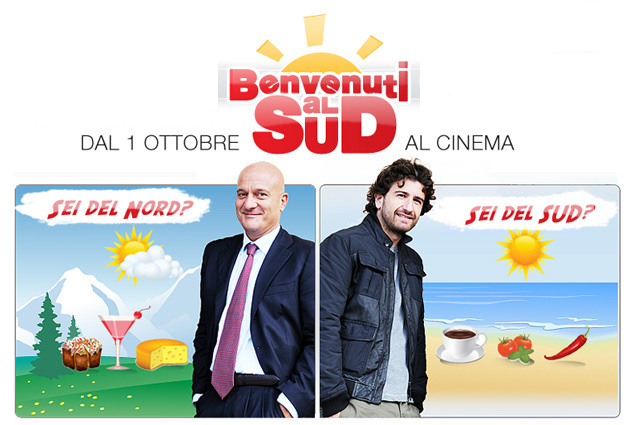 Benvenuti
al
SUD
DAL 1 OTTOBRE AL CINEMA
SEI DEL NORD?
SEI DEL SUD?